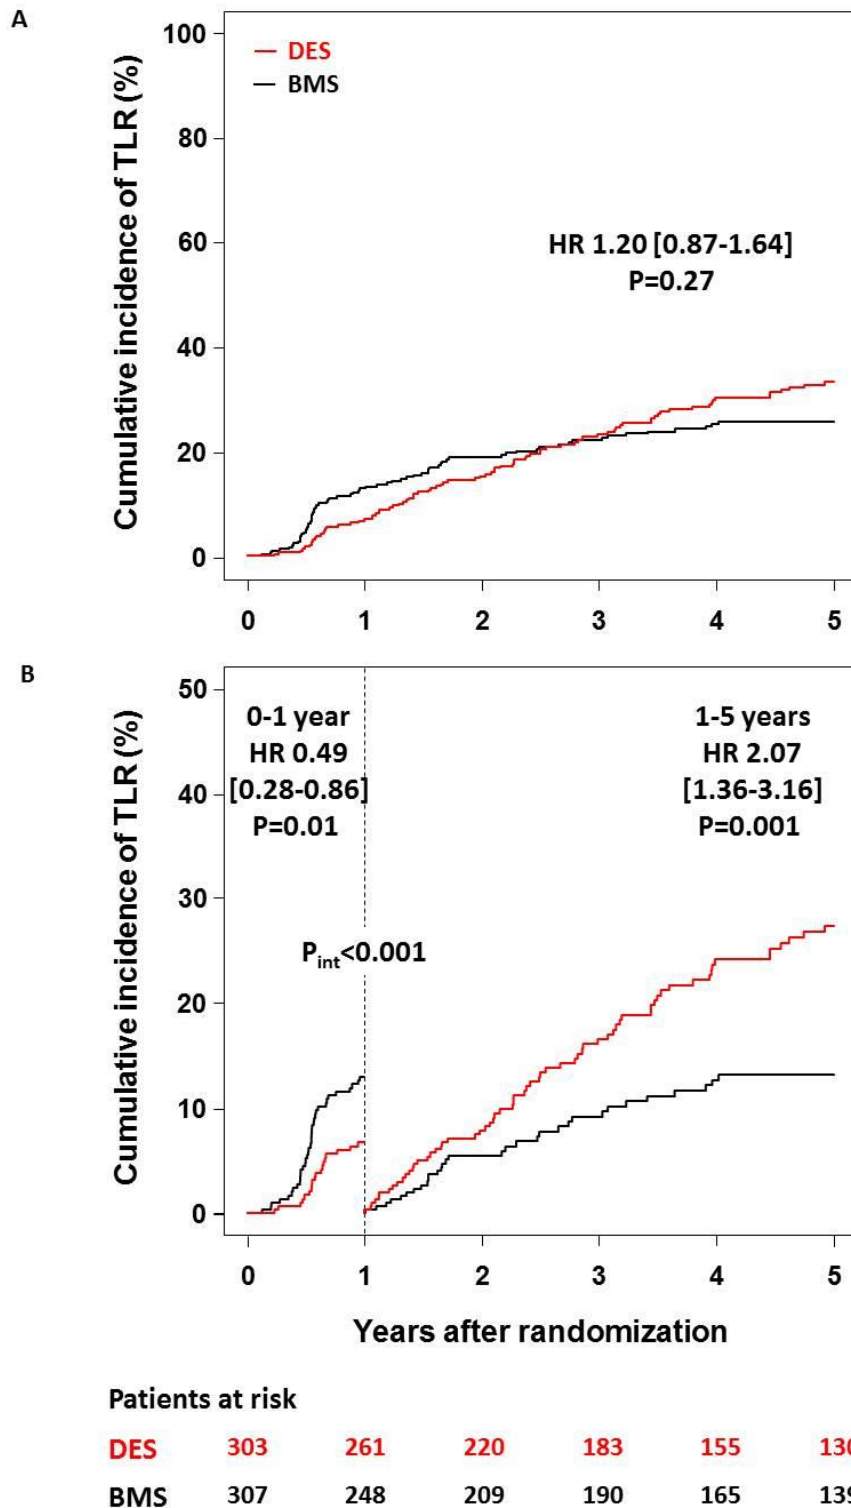 A
Cumulative incidence of TLR (%)
100
80
60
40
20
0
DES
BMS
HR 1.20 [0.87-1.64]
P=0.27
0 1 2 3 4 5
B
Cumulative incidence of TLR (%)
50
40
30
20
10
0
0-1 year
HR 0.49
[0.28-0.86]
P=0.01
1-5 years
HR 2.07
[1.36-3.16]
P=0.001
Pint<0.001
0 1 2 3 4 5
Years after randomization
Patients at risk
DES 303 261 220 183 155 130
BMS 307 248 209 190 165 139